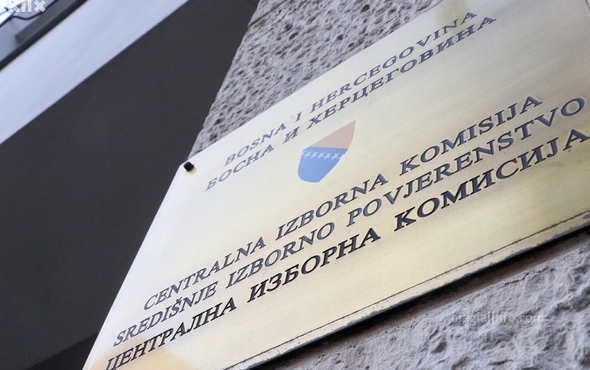 BOSNA I HERCEGOVINA
БОСНА И ХЕРЦЕГОВИНА
CENTRALNA IZBORNA KOMISIJA
SREDIŠNJE IZBORNO POVJERENSTVO
ЦЕНТРАЛНА ИЗБОРНА КОМИСИЈА